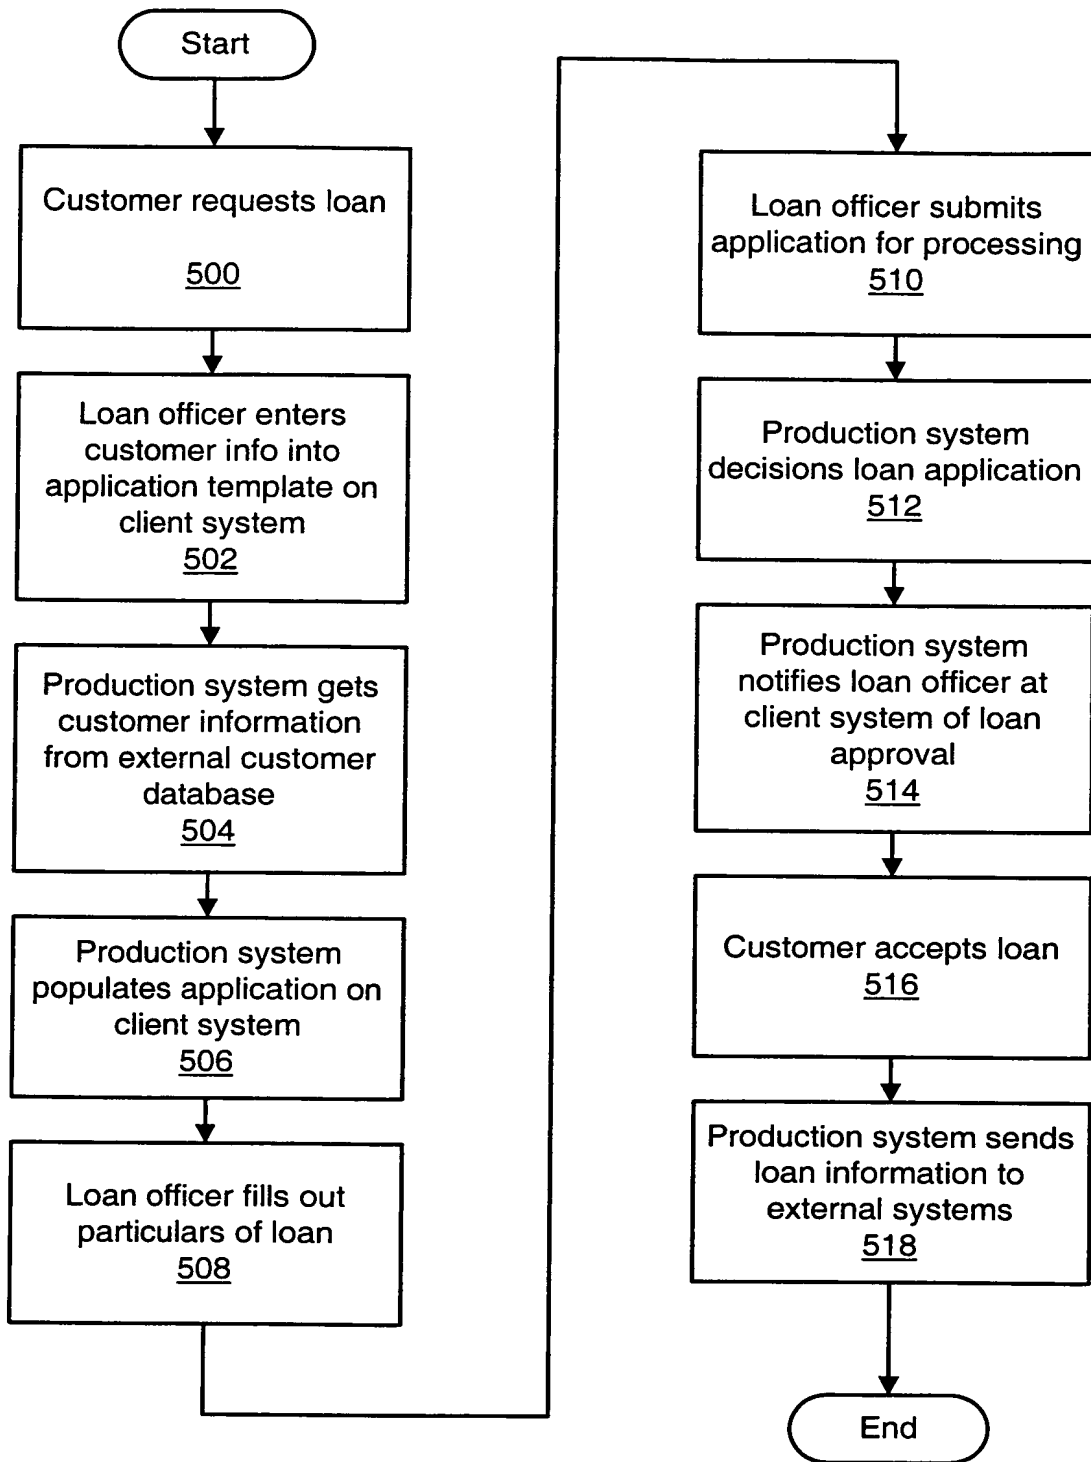 Start
Customer requests loan
500
Loan officer enters
customer info into
application template on
client system
502
Production system gets
customer information
from external customer
database
504
Production system
populates application on
client system
506
Loan officer fills out
particulars of loan
508
Loan officer submits
application for processing
510
Production system
decisions loan application
512
Production system
notifies loan officer at
client system of loan
approval
514
Customer accepts loan
516
Production system sends
loan information to
external systems
518
End